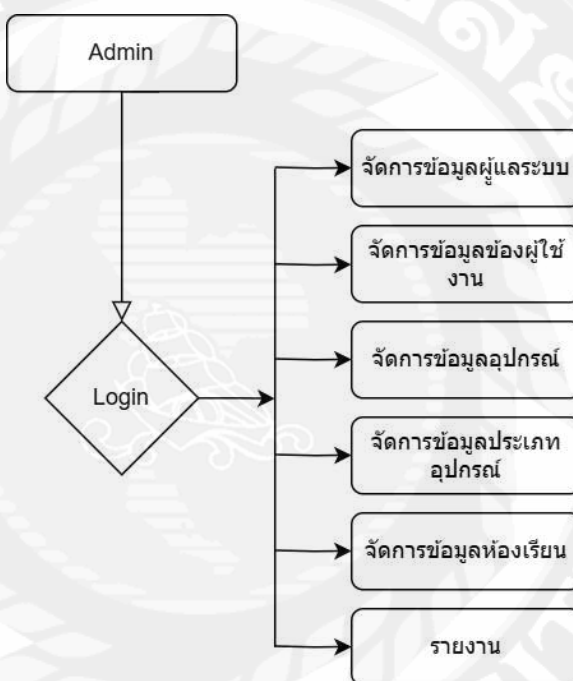 Admin
Login
จัดการข้อมูลผู้แลระบบ
จัดการข้อมูลข้องผู้ใช้
งาน
จัดการข้อมูลอุปกรณ์
จัดการข้อมูลประเภท
อุปกรณ์
จัดการข้อมูลห้องเรียน
รายงาน